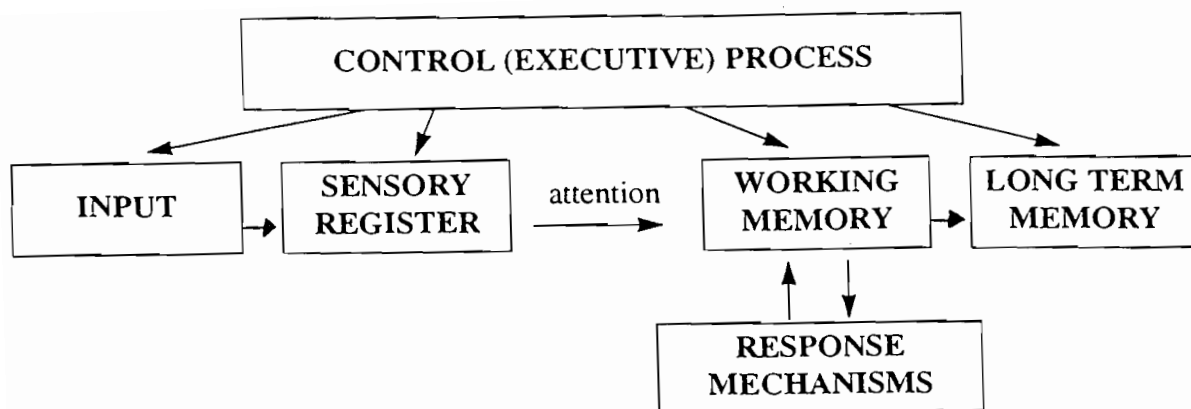 CONTROL (EXECUTIVE) PROCESS
INPUT
SENSORY
REGISTER
attention
WORKING
MEMORY
LONG TERM
MEMORY
RESPONSE
MECHANISMS